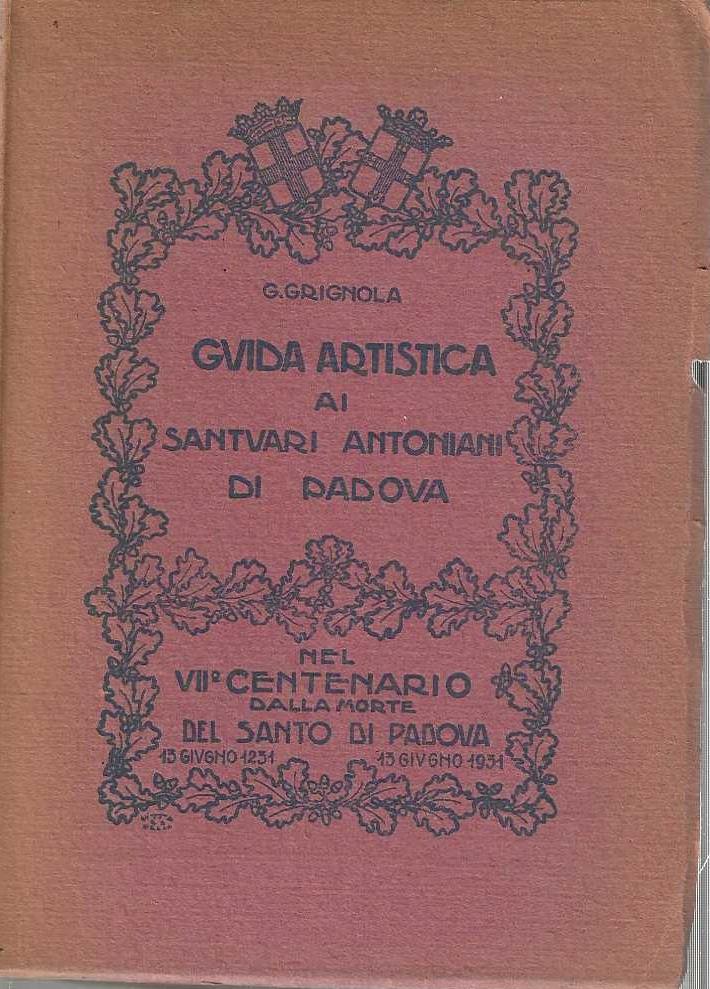 G. GRIGNOLA
GVIDA ARTISTICA
AI
SANTVARI ANTONIANI
DI PADOVA
NEL
VIIº CENTENARIO
DALLA MORTE
DEL SANTO DI PADOVA
13 GIVGNO 1231 13 GIVGNO 1931